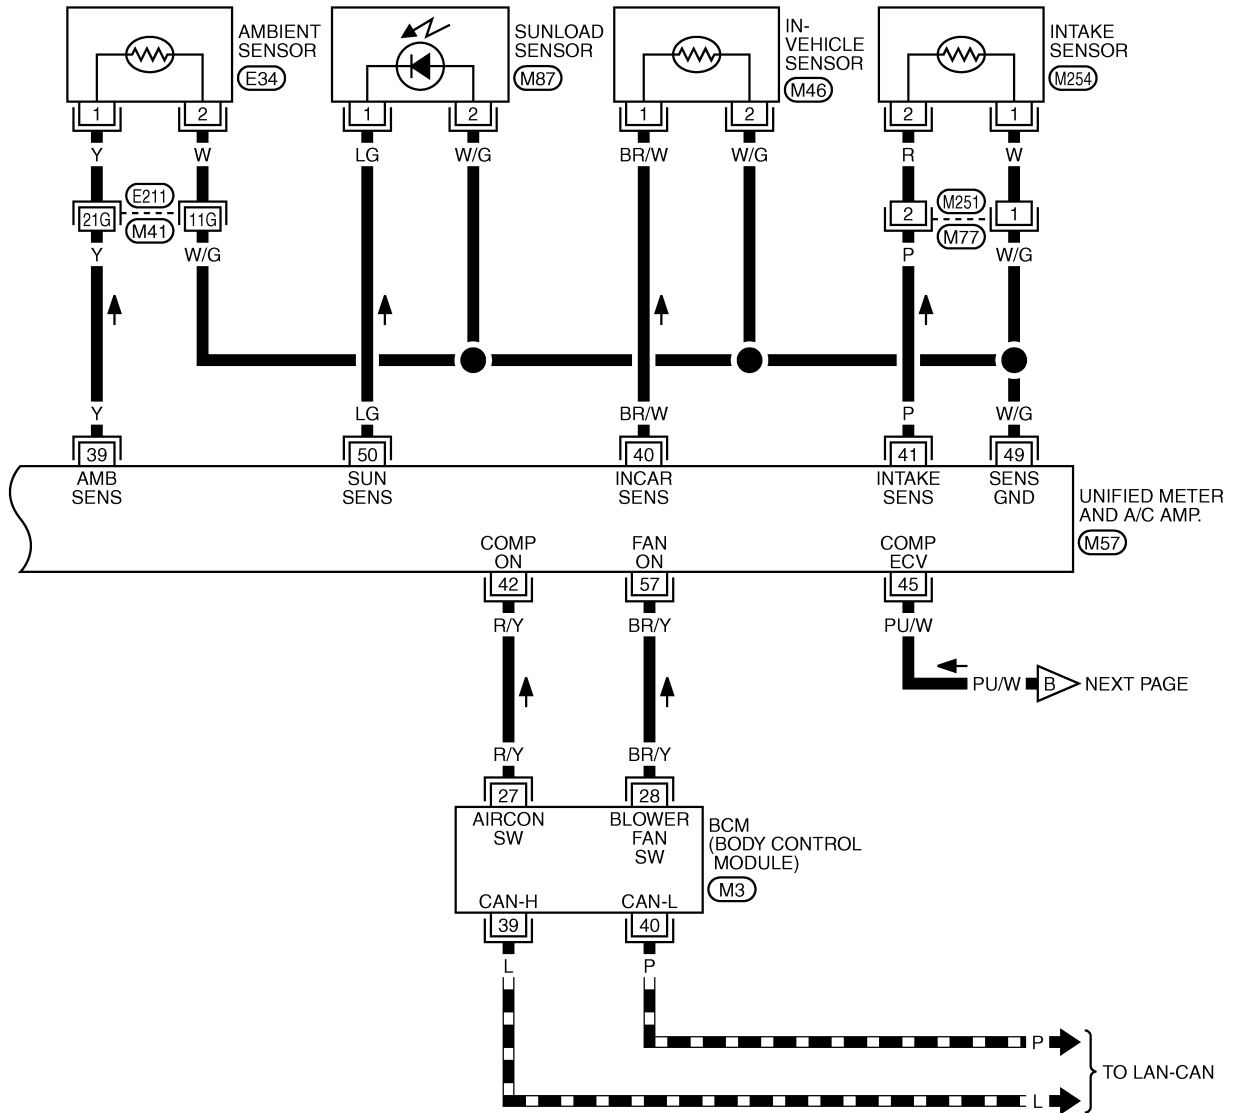 AMBIENT
SENSOR
E34
SUNLOAD
SENSOR
M87
IN-
VEHICLE
SENSOR
M46
INTAKE
SENSOR
M254
1 2 1 2 1 2 2 1
Y W LG W/G BR/W W/G R W
E211
M41
21G 11G
M251
M77
2 1
Y W/G P W/G
Y LG BR/W P W/G
39 50 40 41 49
AMB
SENS
SUN
SENS
INCAR
SENS
INTAKE
SENS
SENS
GND
UNIFIED METER
AND A/C AMP.
M57
COMP
ON
FAN
ON
COMP
ECV
42 57 45
R/Y BR/Y PU/W
PU/W B NEXT PAGE
R/Y BR/Y
27 28
AIRCON
SW
BLOWER
FAN
SW
BCM
(BODY CONTROL
MODULE)
M3
CAN-H CAN-L
39 40
L P
P
TO LAN-CAN
L